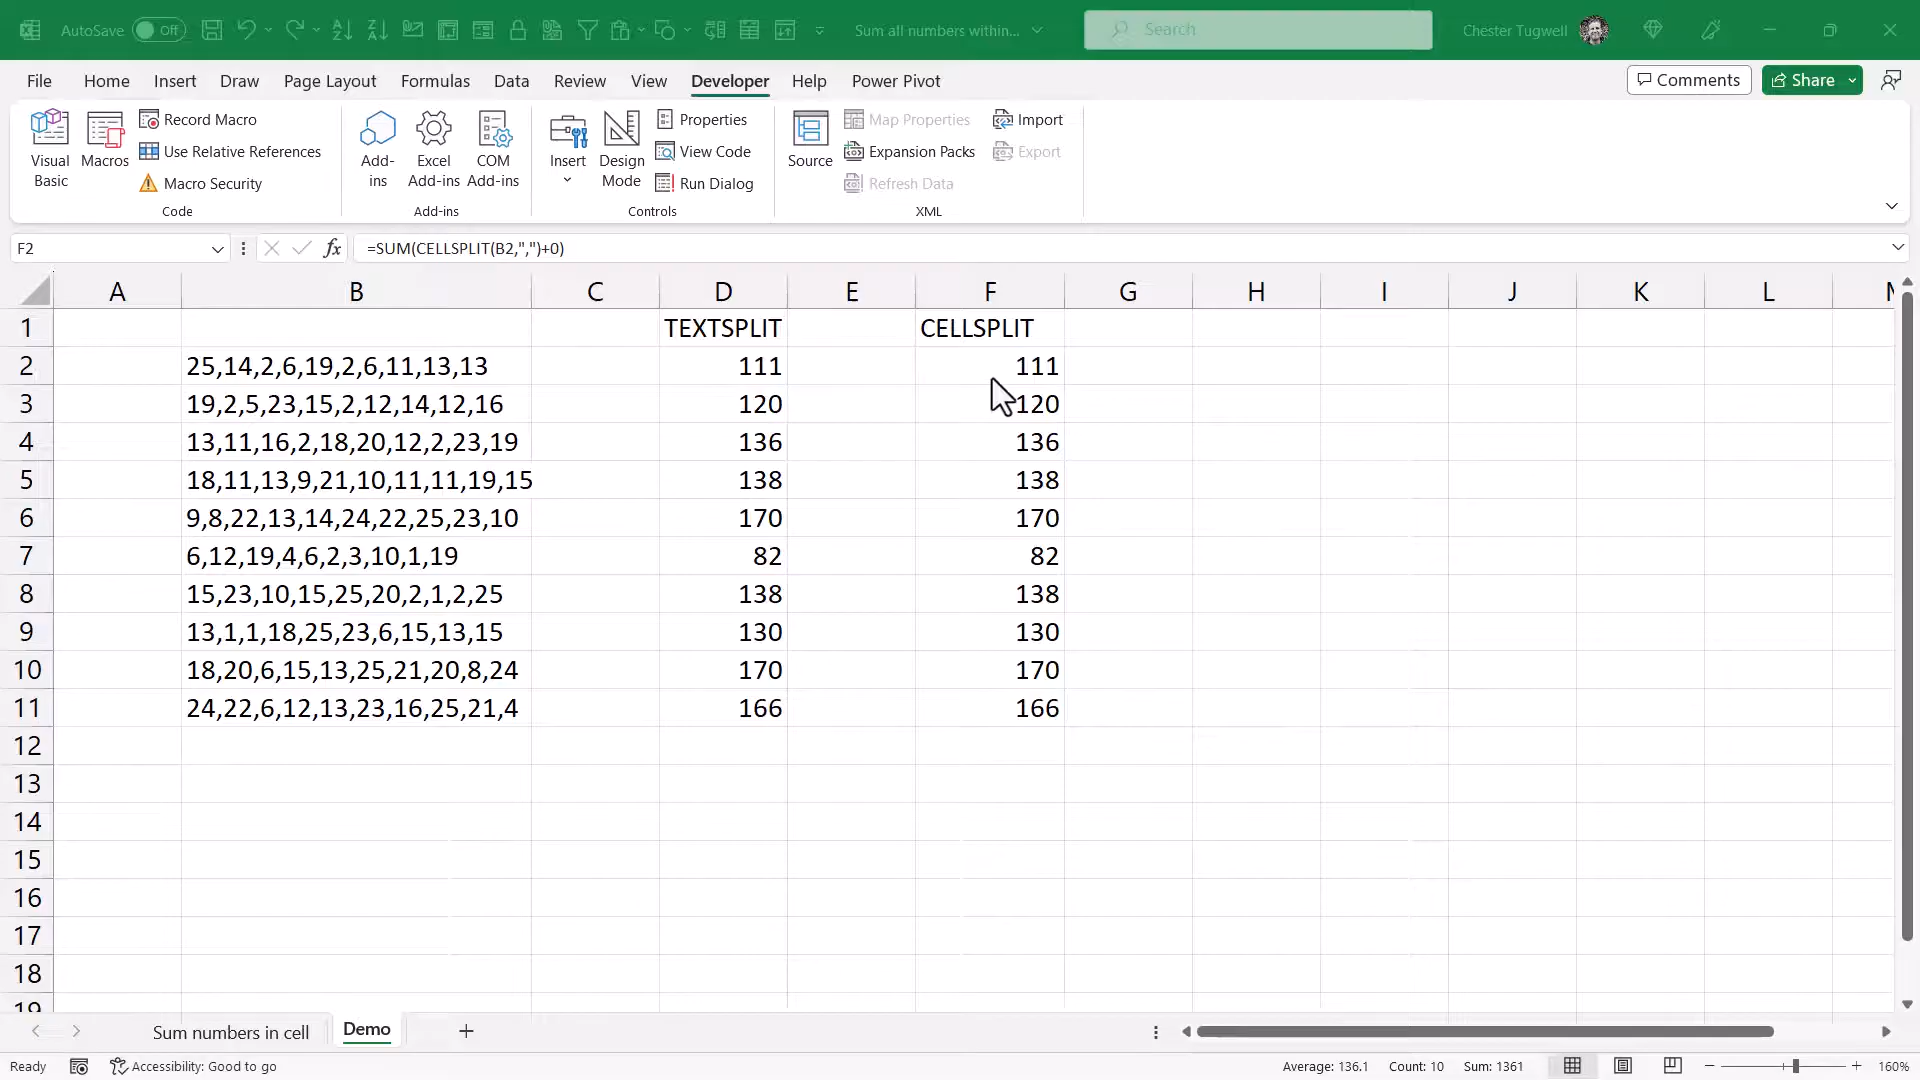 AutoSave Off Sum all numbers within... Search Chester Tugwell
File Home Insert Draw Page Layout Formulas Data Review View Developer Help Power Pivot Comments Share
Visual Basic
Macros
Record Macro
Use Relative References
Macro Security
Code
Add-ins
Excel Add-ins
COM Add-ins
Add-ins
Insert
Design Mode
Properties
View Code
Run Dialog
Controls
Source
Map Properties
Expansion Packs
Refresh Data
Import
Export
XML
F2 fx =SUM(CELLSPLIT(B2,",")+0)
A B C D E F G H I J K L
1 TEXTSPLIT CELLSPLIT
2 25,14,2,6,19,2,6,11,13,13 111 111
3 19,2,5,23,15,2,12,14,12,16 120 120
4 13,11,16,2,18,20,12,2,23,19 136 136
5 18,11,13,9,21,10,11,11,19,15 138 138
6 9,8,22,13,14,24,22,25,23,10 170 170
7 6,12,19,4,6,2,3,10,1,19 82 82
8 15,23,10,15,25,20,2,1,2,25 138 138
9 13,1,1,18,25,23,6,15,13,15 130 130
10 18,20,6,15,13,25,21,20,8,24 170 170
11 24,22,6,12,13,23,16,25,21,4 166 166
12
13
14
15
16
17
18
19
Sum numbers in cell Demo
Ready Accessibility: Good to go Average: 136.1 Count: 10 Sum: 1361 160%